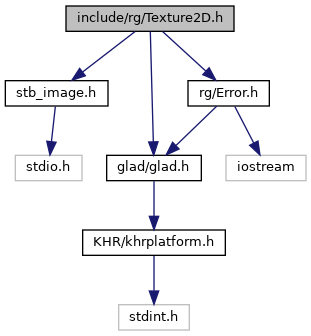 include/rg/Texture2D.h
stb_image.h
rg/Error.h
stdio.h
glad/glad.h
iostream
KHR/khrplatform.h
stdint.h